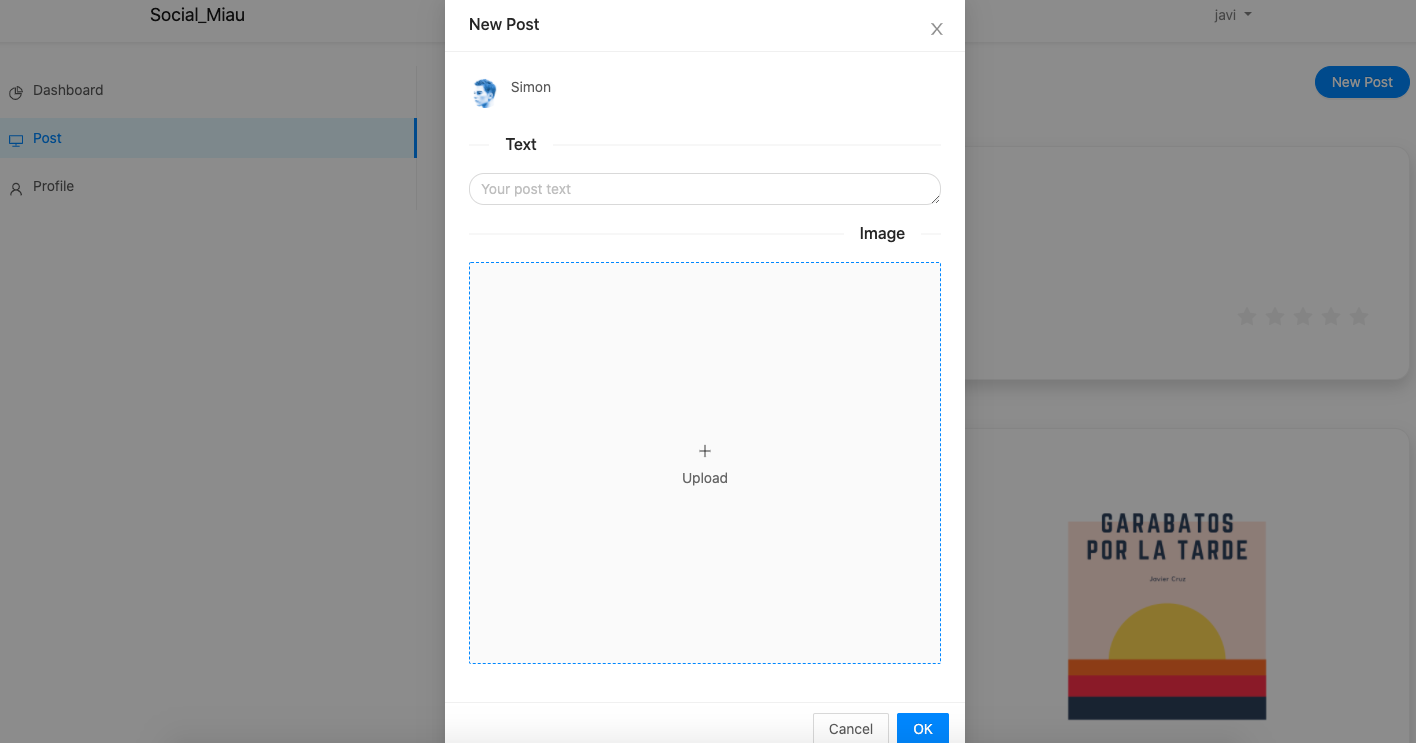 Social_Miau
New Post
javi
Dashboard
Post
Profile
Simon
New Post
Text
Your post text
Image
Upload
GARABATOS
POR LA TARDE
Javier Cruz
Cancel
OK